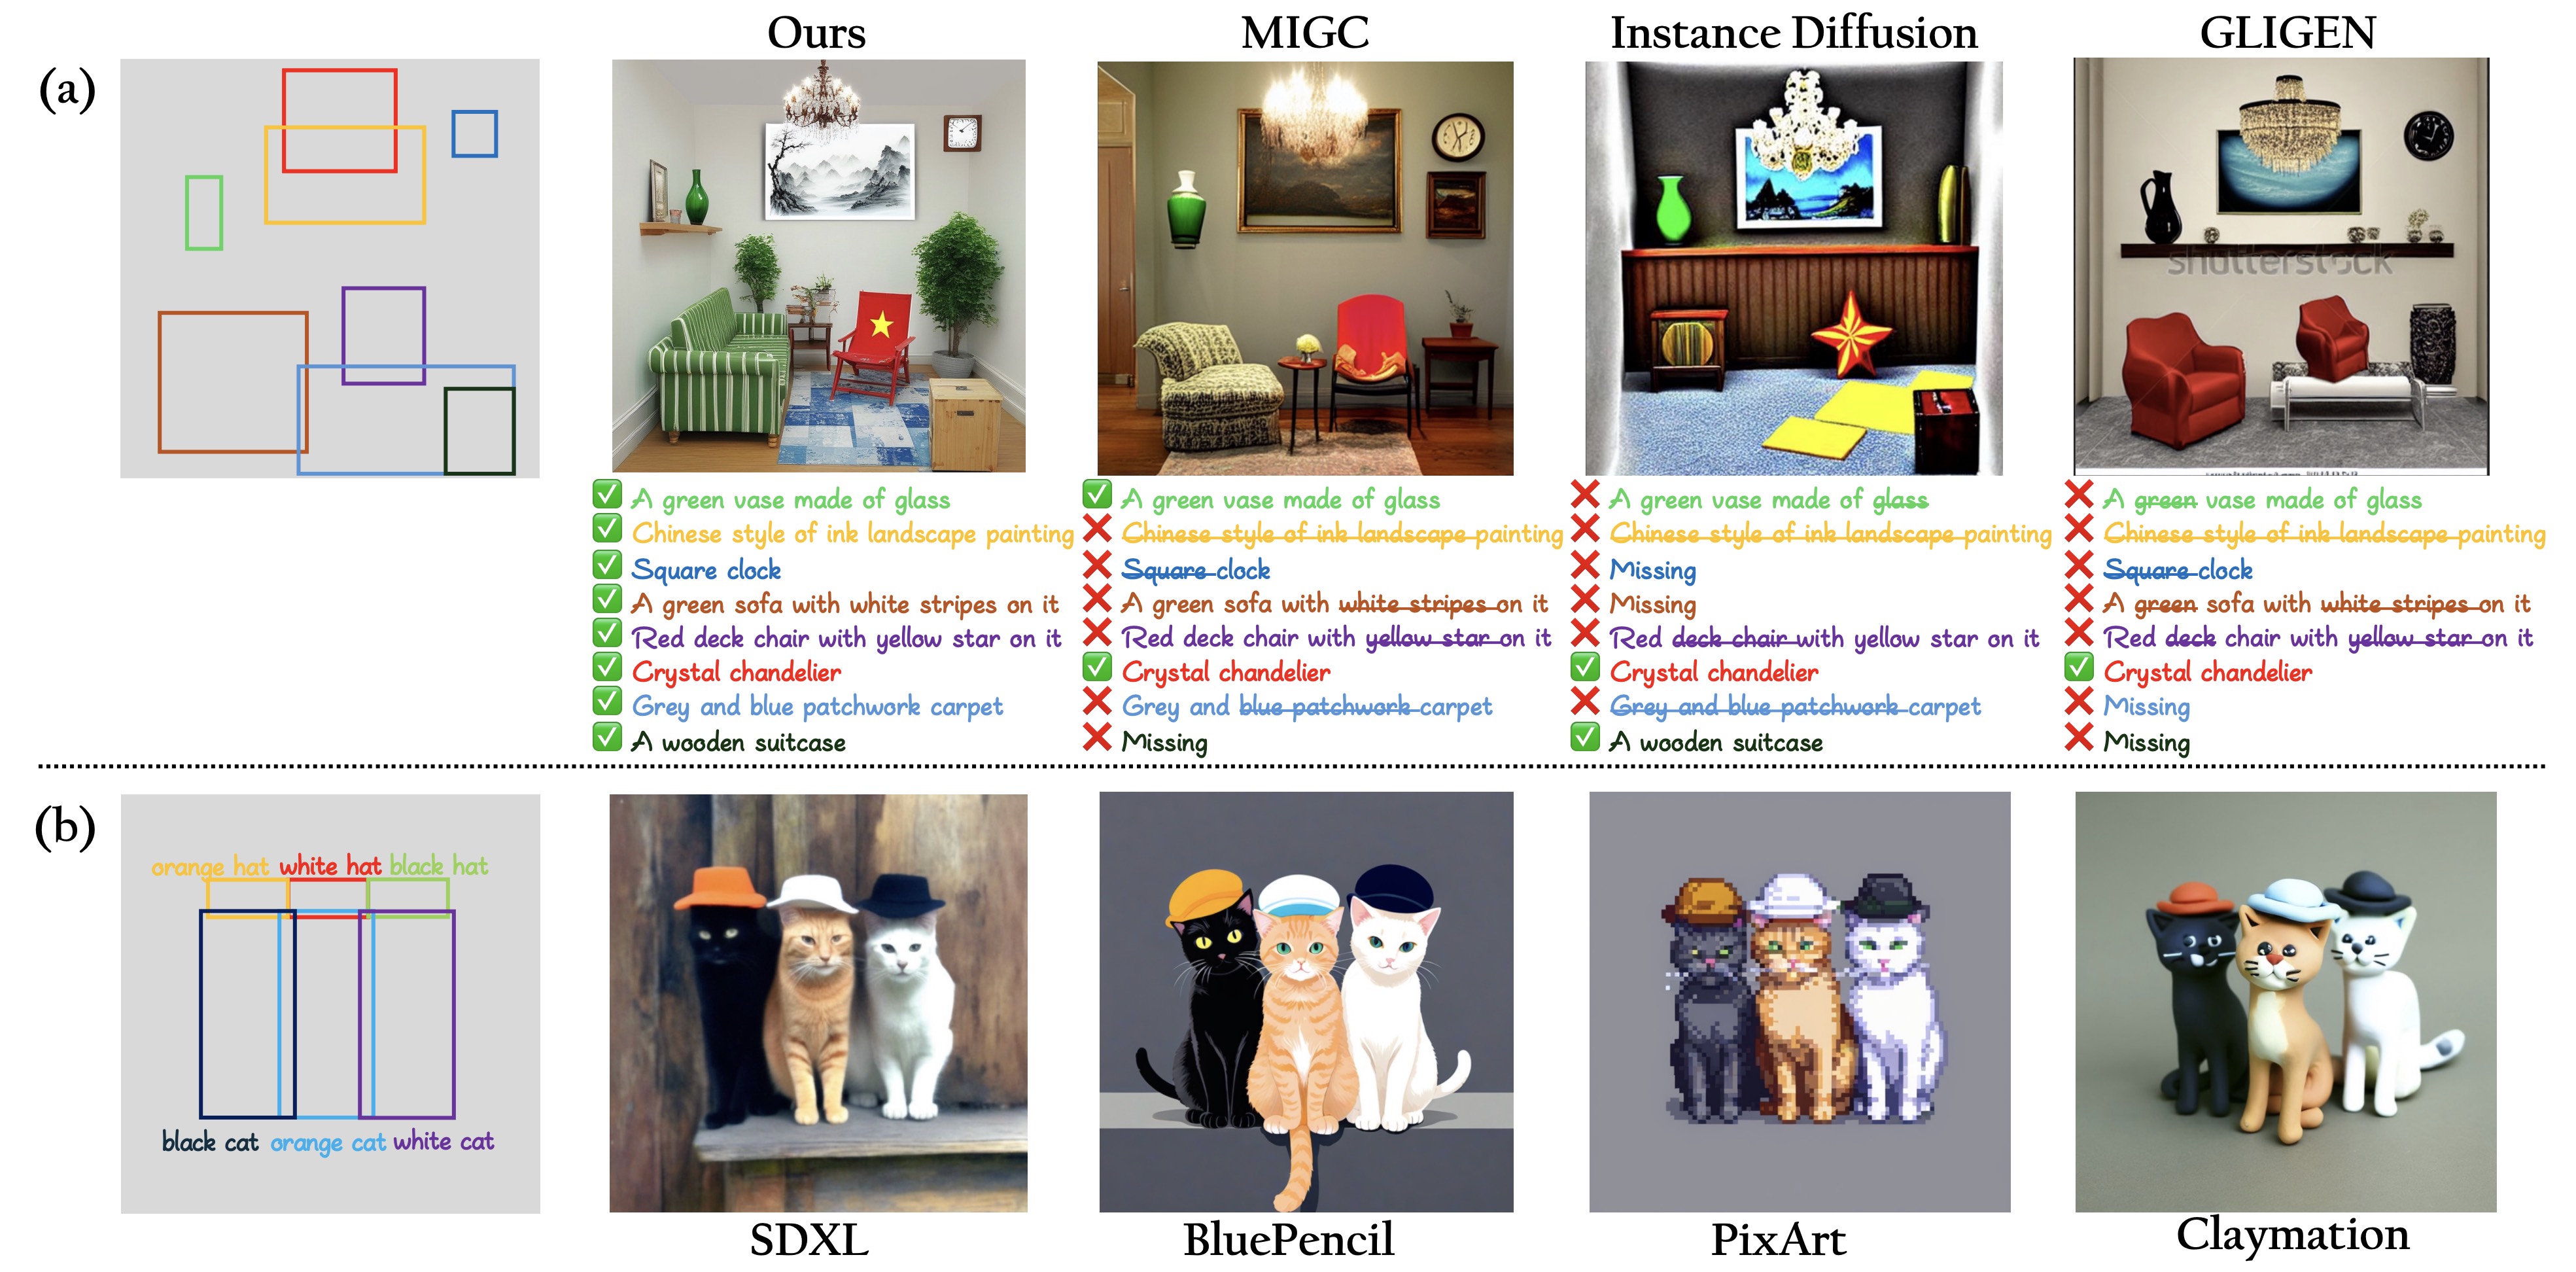 Ours MIGC Instance Diffusion GLIGEN
(a)
shutterstock
✅ A green vase made of glass
✅ Chinese style of ink landscape painting
✅ Square clock
✅ A green sofa with white stripes on it
✅ Red deck chair with yellow star on it
✅ Crystal chandelier
✅ Grey and blue patchwork carpet
✅ A wooden suitcase
✅ A green vase made of glass
❌ Chinese style of ink landscape painting
❌ Square clock
❌ A green sofa with white stripes on it
❌ Red deck chair with yellow star on it
✅ Crystal chandelier
❌ Grey and blue patchwork carpet
❌ Missing
❌ A green vase made of glass
❌ Chinese style of ink landscape painting
❌ Missing
❌ Missing
❌ Red deck chair with yellow star on it
✅ Crystal chandelier
❌ Grey and blue patchwork carpet
✅ A wooden suitcase
❌ A green vase made of glass
❌ Chinese style of ink landscape painting
❌ Square clock
❌ A green sofa with white stripes on it
❌ Red deck chair with yellow star on it
✅ Crystal chandelier
❌ Missing
❌ Missing
(b)
orange hat white hat black hat
black cat orange cat white cat
SDXL BluePencil PixArt Claymation